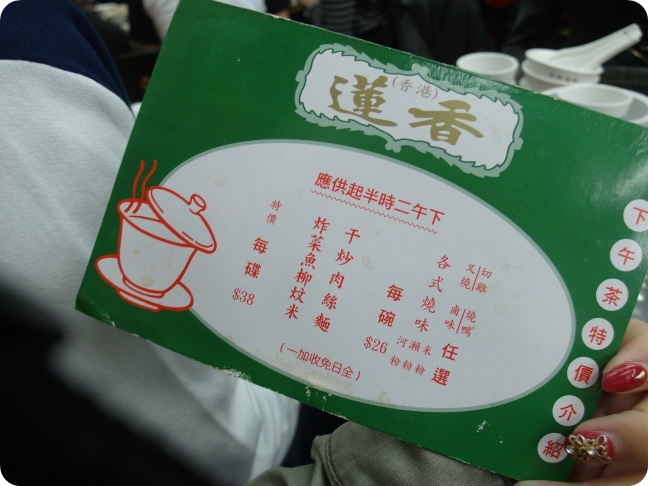 蓮香
(香港)
下午茶特價介紹
下午二時半起供應
切雞
叉燒
燒鴨
鹵味
任選
各式燒味
米粉
瀨粉
河粉
每碗
$26
干炒肉絲麵
炸菜魚柳炆米
特價
每碟
$38
(全日免收加一)